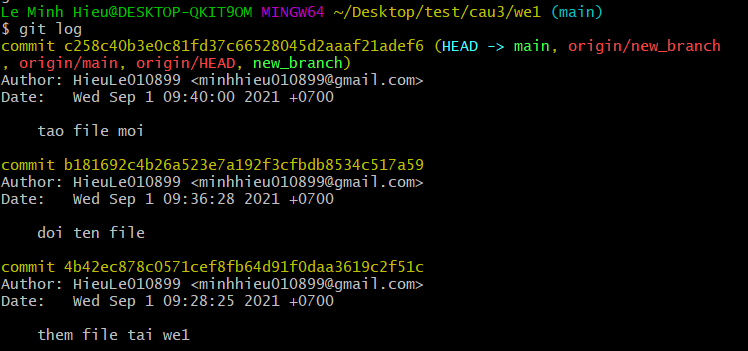 Le Minh Hieu@DESKTOP-QKIT9OM MINGW64 ~/Desktop/test/cau3/we1 (main)
$ git log
commit c258c40b3e0c81fd37c66528045d2aaaf21adef6 (HEAD -> main, origin/new_branch
, origin/main, origin/HEAD, new_branch)
Author: HieuLe010899 <minhhieu010899@gmail.com>
Date:   Wed Sep 1 09:40:00 2021 +0700
    tao file moi
commit b181692c4b26a523e7a192f3cfbdb8534c517a59
Author: HieuLe010899 <minhhieu010899@gmail.com>
Date:   Wed Sep 1 09:36:28 2021 +0700
    doi ten file
commit 4b42ec878c0571cef8fb64d91f0daa3619c2f51c
Author: HieuLe010899 <minhhieu010899@gmail.com>
Date:   Wed Sep 1 09:28:25 2021 +0700
    them file tai we1